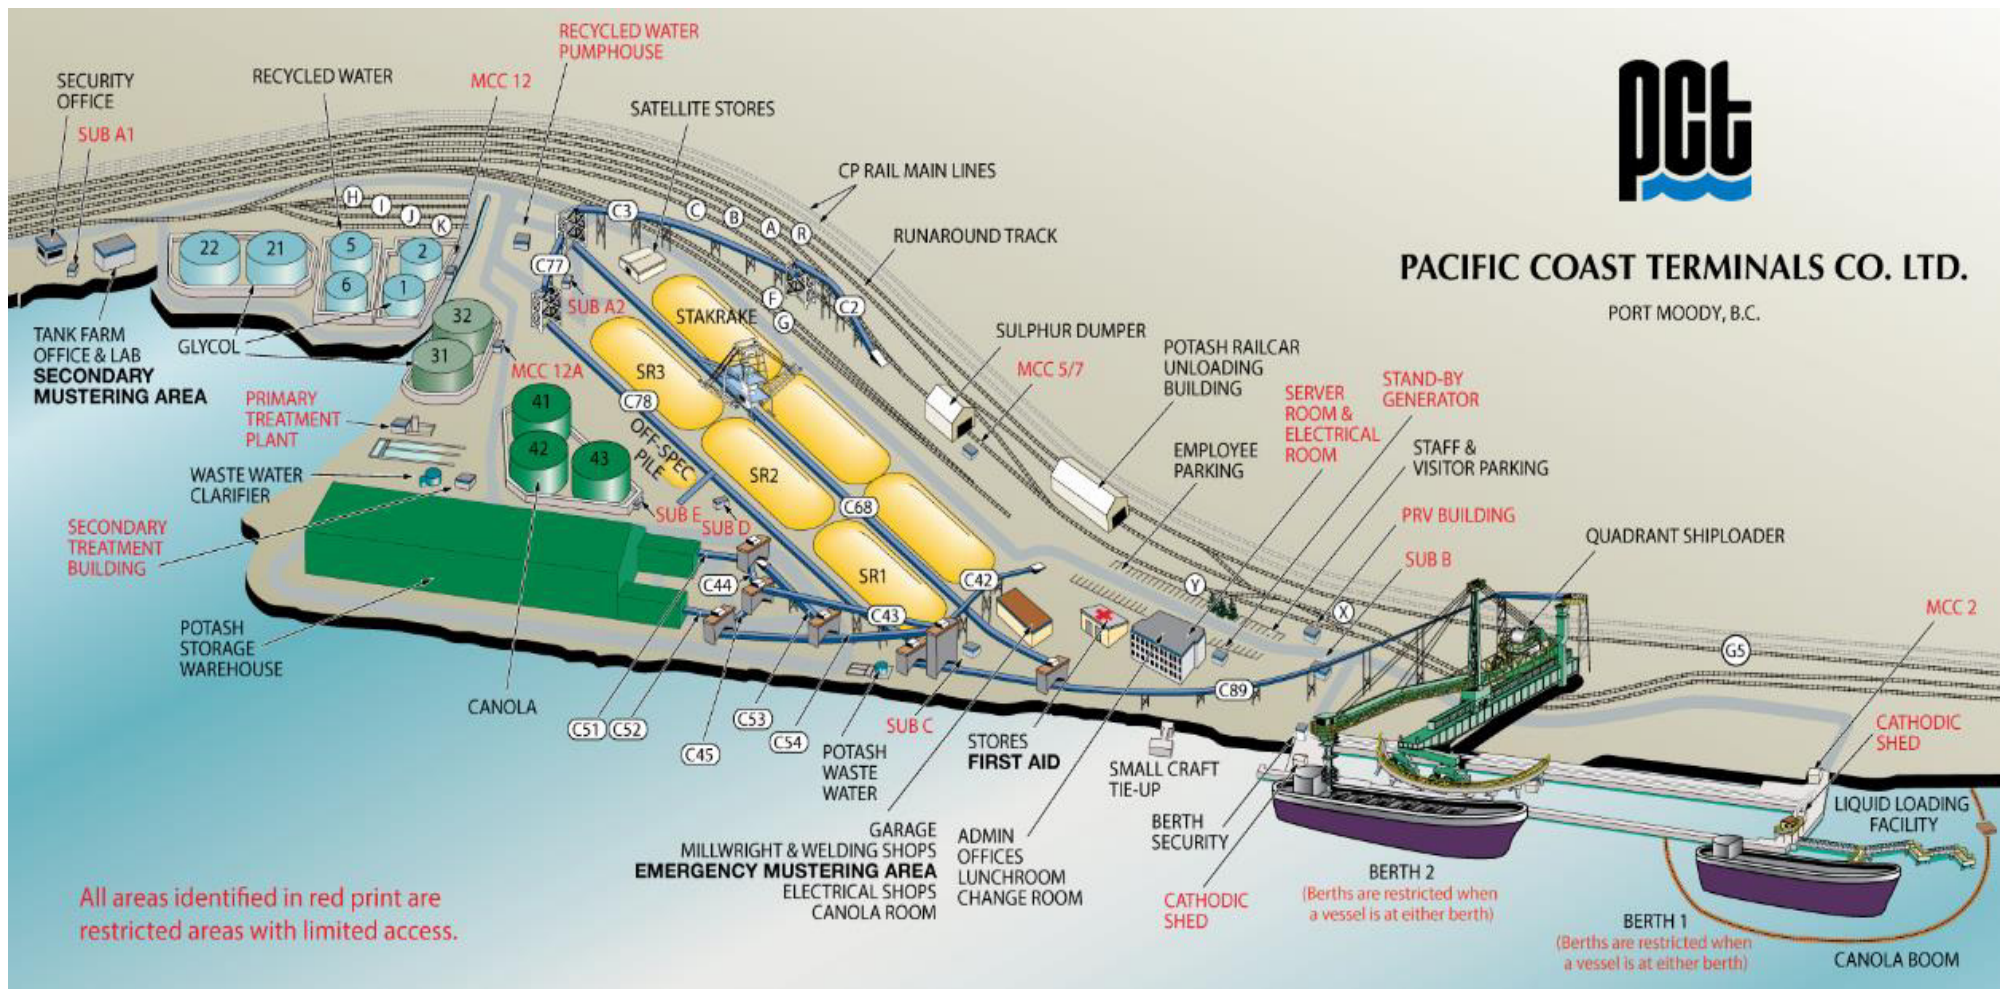 RECYCLED WATER
PUMPHOUSE
SECURITY
OFFICE
RECYCLED WATER
MCC 12
SUB A1
SATELLITE STORES
pct
CP RAIL MAIN LINES
H
I
J
K
C3
C
B
A
R
RUNAROUND TRACK
22
21
5
2
6
1
C77
PACIFIC COAST TERMINALS CO. LTD.
PORT MOODY, B.C.
SUB A2
F
G
C2
STAKRAKE
32
31
TANK FARM
OFFICE & LAB
SECONDARY
MUSTERING AREA
GLYCOL
MCC 12A
SR3
C78
SULPHUR DUMPER
MCC 5/7
POTASH RAILCAR
UNLOADING
BUILDING
SERVER
ROOM &
ELECTRICAL
ROOM
STAND-BY
GENERATOR
PRIMARY
TREATMENT
PLANT
41
42
43
OFF-SPEC
PILE
SR2
EMPLOYEE
PARKING
STAFF &
VISITOR PARKING
WASTE WATER
CLARIFIER
SUB E
SUB D
C68
PRV BUILDING
SECONDARY
TREATMENT
BUILDING
QUADRANT SHIPLOADER
SUB B
SR1
C44
C42
C43
Y
X
MCC 2
G5
POTASH
STORAGE
WAREHOUSE
CANOLA
C51
C52
C45
C53
C54
C89
SUB C
POTASH
WASTE
WATER
STORES
FIRST AID
SMALL CRAFT
TIE-UP
CATHODIC
SHED
LIQUID LOADING
FACILITY
GARAGE
MILLWRIGHT & WELDING SHOPS
EMERGENCY MUSTERING AREA
ELECTRICAL SHOPS
CANOLA ROOM
ADMIN
OFFICES
LUNCHROOM
CHANGE ROOM
BERTH
SECURITY
CATHODIC
SHED
BERTH 2
(Berths are restricted when
a vessel is at either berth)
BERTH 1
(Berths are restricted when
a vessel is at either berth)
CANOLA BOOM
All areas identified in red print are
restricted areas with limited access.